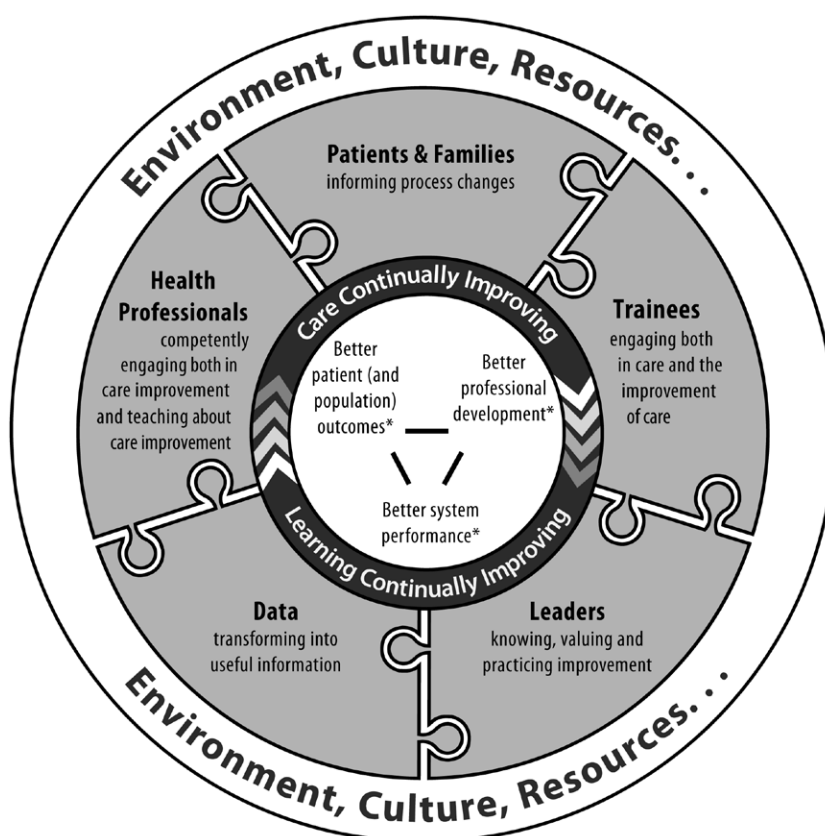 Environment, Culture, Resources. . .
Patients & Families
informing process changes
Health
Professionals
competently
engaging both in
care improvement
and teaching about
care improvement
Trainees
engaging both
in care and the
improvement
of care
Care Continually Improving
Better
patient (and
population)
outcomes*
Better
professional
development*
Better system
performance*
Learning Continually Improving
Data
transforming into
useful information
Leaders
knowing, valuing and
practicing improvement
Environment, Culture, Resources. . .